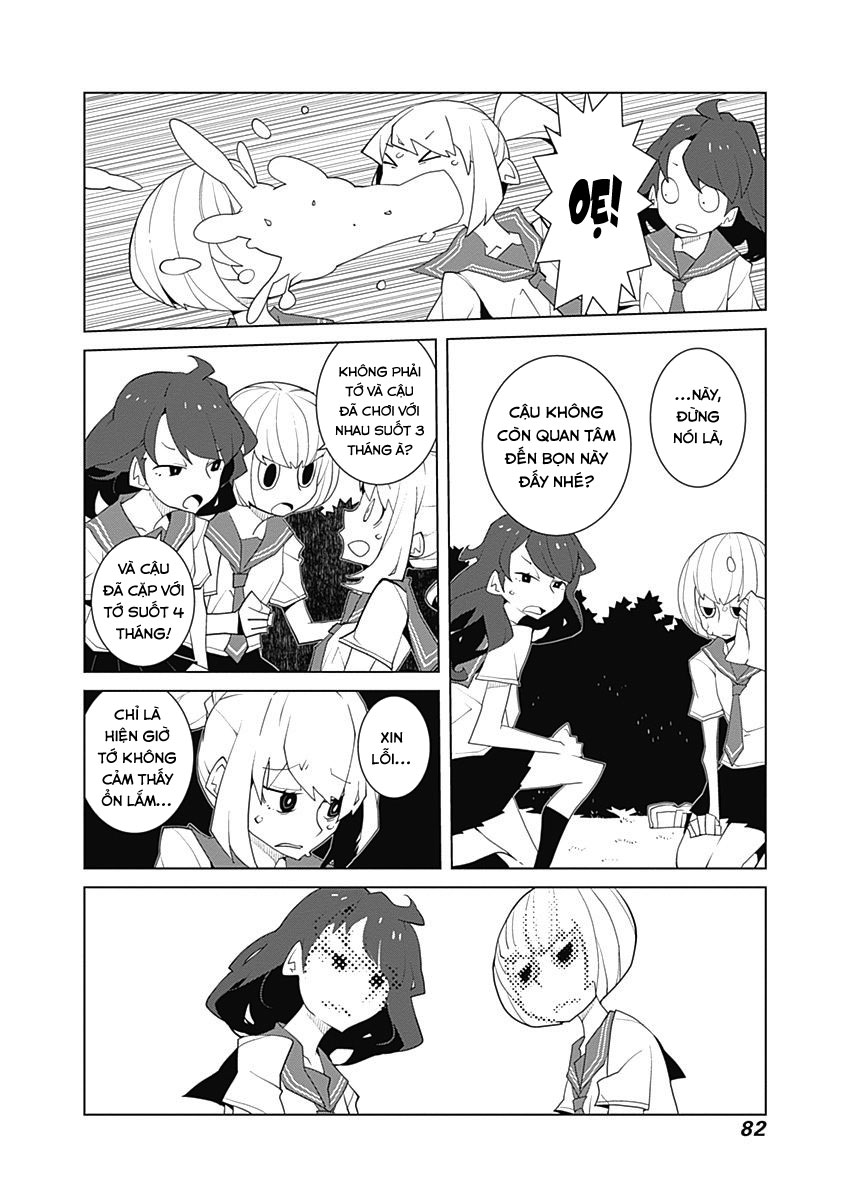 OẸ!
...NÀY,
ĐỪNG
NÓI LÀ,
CẬU KHÔNG
CÒN QUAN TÂM
ĐẾN BỌN NÀY
ĐẤY NHÉ?
KHÔNG PHẢI
TỚ VÀ CẬU
ĐÃ CHƠI VỚI
NHAU SUỐT 3
THÁNG À?
VÀ CẬU
ĐÃ CẶP VỚI
TỚ SUỐT 4
THÁNG!
XIN
LỖI...
CHỈ LÀ
HIỆN GIỜ
TỚ KHÔNG
CẢM THẤY
ỔN LẮM...
82